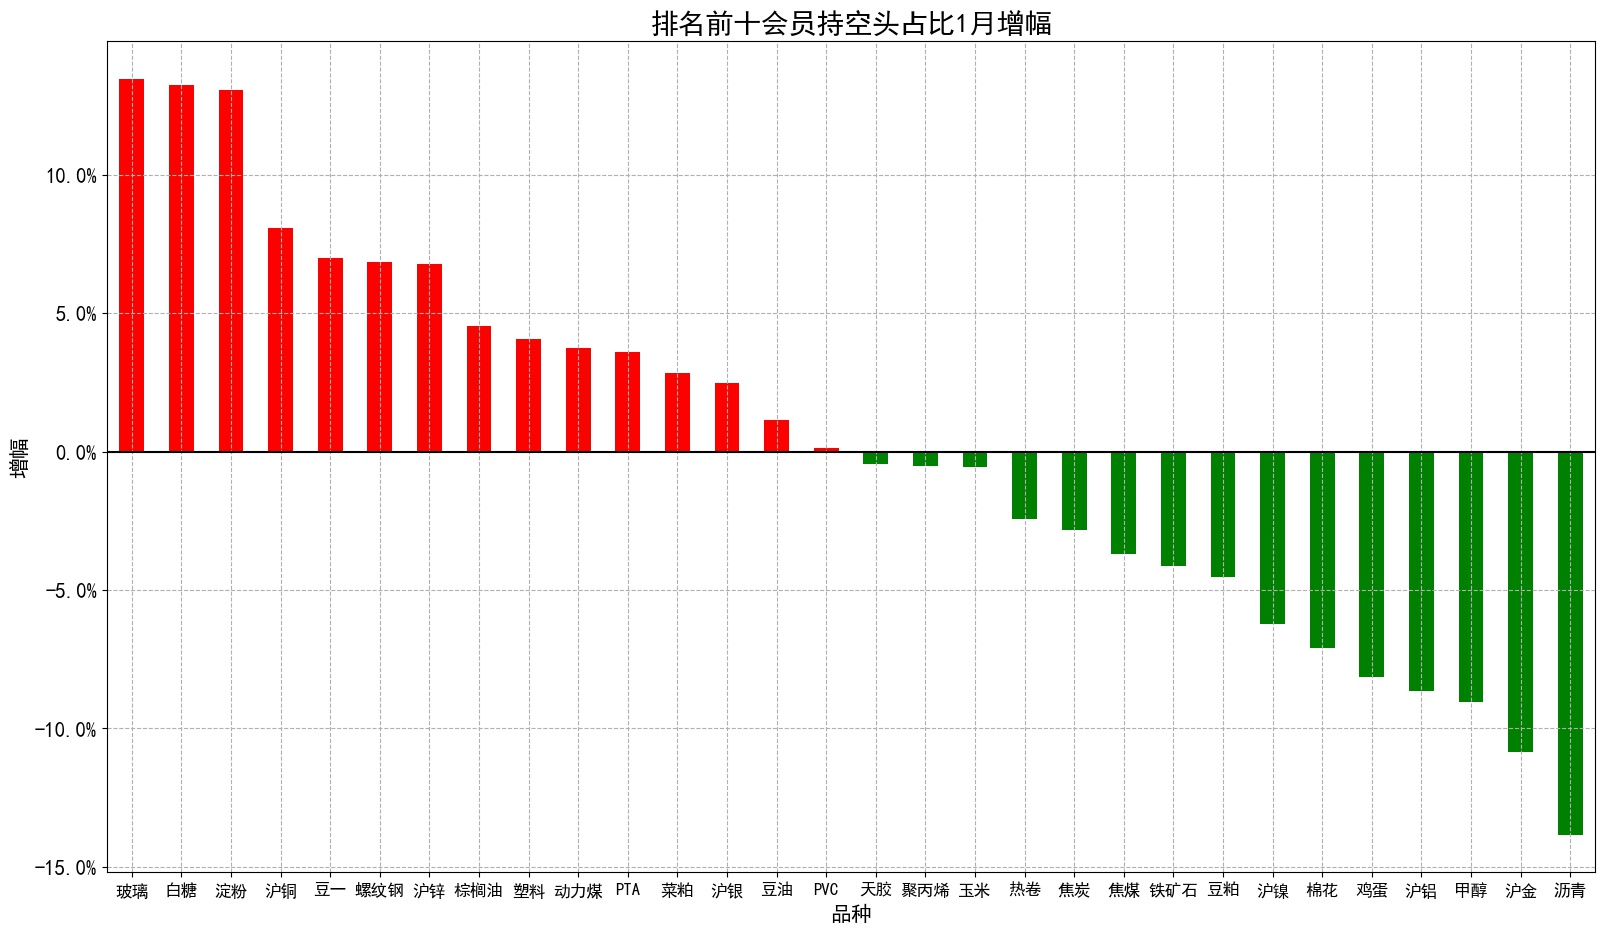 排名前十会员持空头占比1月增幅
增幅
10.0%
5.0%
0.0%
-5.0%
-10.0%
-15.0%
玻璃 白糖 淀粉 沪铜 豆一 螺纹钢 沪锌 棕榈油 塑料 动力煤 PTA 菜粕 沪银 豆油 PVC 天胶 聚丙烯 玉米 热卷 焦炭 焦煤 铁矿石 豆粕 沪镍 棉花 鸡蛋 沪铝 甲醇 沪金 沥青
品种